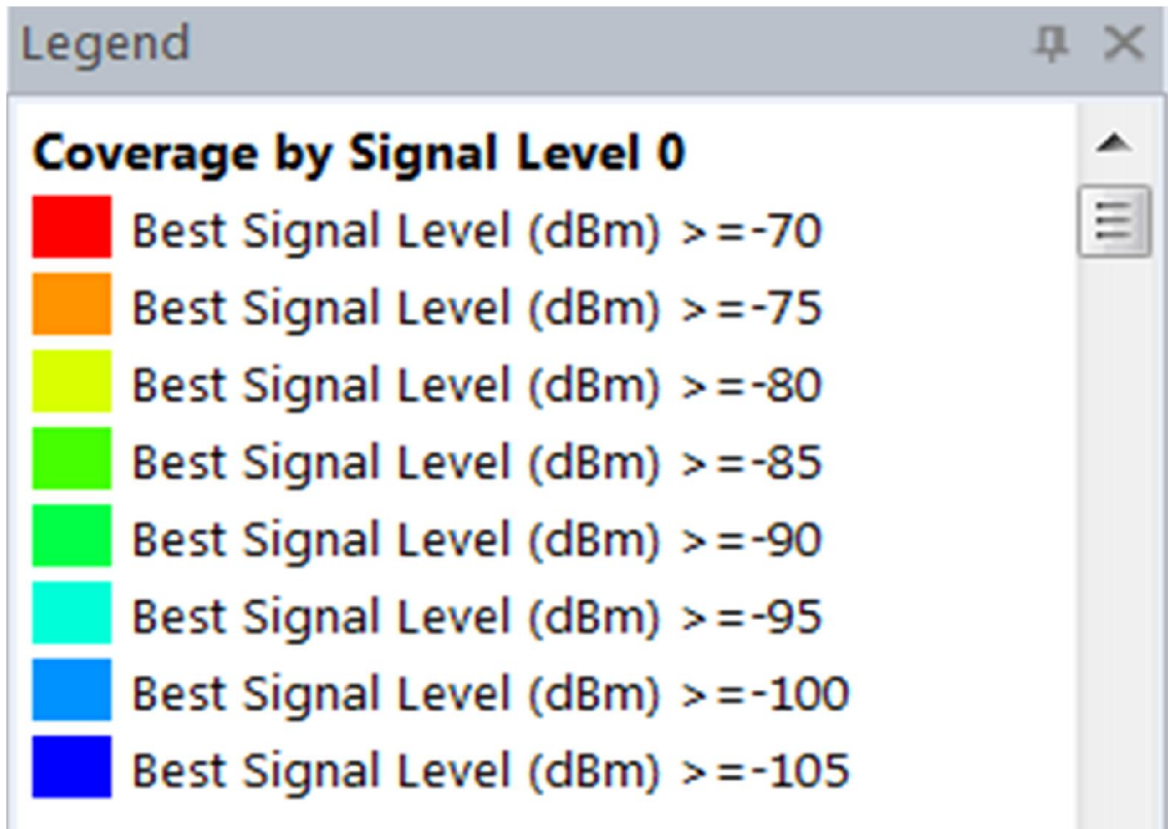 Legend
Coverage by Signal Level 0
Best Signal Level (dBm) >=-70
Best Signal Level (dBm) >=-75
Best Signal Level (dBm) >=-80
Best Signal Level (dBm) >=-85
Best Signal Level (dBm) >=-90
Best Signal Level (dBm) >=-95
Best Signal Level (dBm) >=-100
Best Signal Level (dBm) >=-105